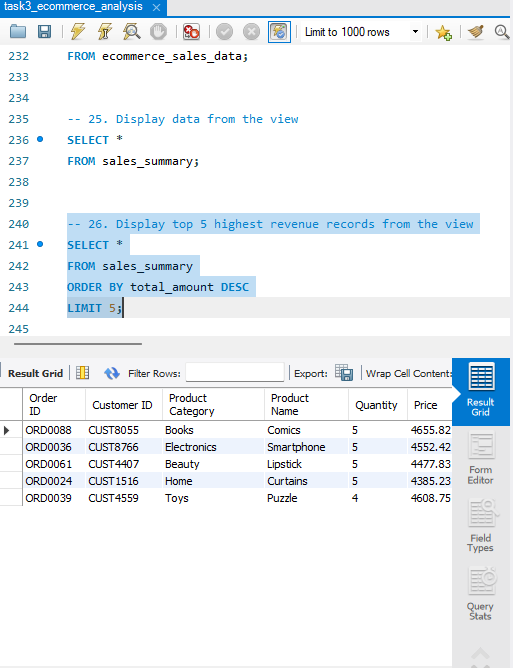 task3_ecommerce_analysis ×
Limit to 1000 rows
232 FROM ecommerce_sales_data;
233
234
235 -- 25. Display data from the view
236 SELECT *
237 FROM sales_summary;
238
239
240 -- 26. Display top 5 highest revenue records from the view
241 SELECT *
242 FROM sales_summary
243 ORDER BY total_amount DESC
244 LIMIT 5;
245
Result Grid Filter Rows: Export: Wrap Cell Content:
Order ID Customer ID Product Category Product Name Quantity Price
ORD0088 CUST8055 Books Comics 5 4655.82
ORD0036 CUST8766 Electronics Smartphone 5 4552.42
ORD0061 CUST4407 Beauty Lipstick 5 4477.83
ORD0024 CUST1516 Home Curtains 5 4385.23
ORD0039 CUST4559 Toys Puzzle 4 4608.75
Result
Grid
Form
Editor
Field
Types
Query
Stats